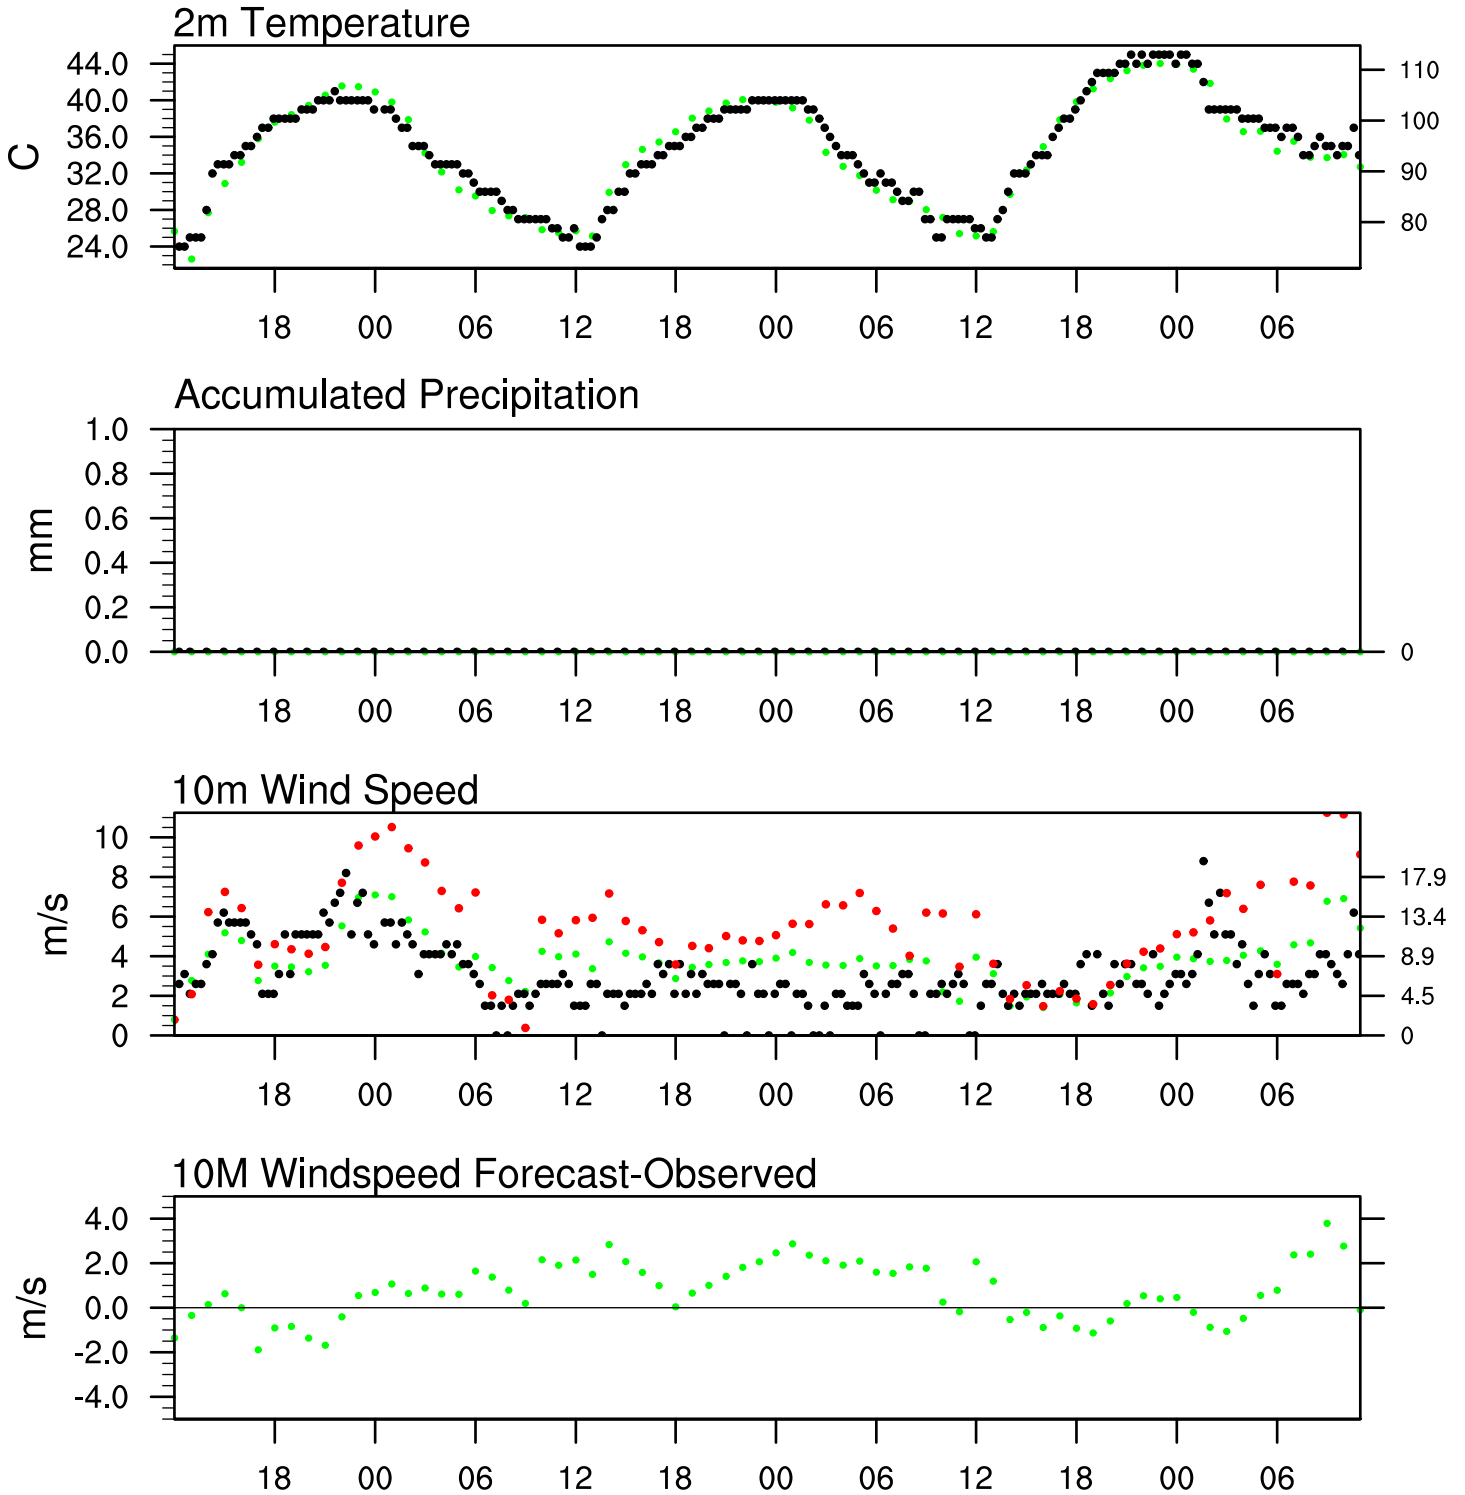 2m Temperature
44.0
40.0
36.0
32.0
28.0
24.0
C
110
100
90
80
18 00 06 12 18 00 06 12 18 00 06
Accumulated Precipitation
1.0
0.8
0.6
0.4
0.2
0.0
mm
0
18 00 06 12 18 00 06 12 18 00 06
10m Wind Speed
10
8
6
4
2
0
m/s
17.9
13.4
8.9
4.5
0
18 00 06 12 18 00 06 12 18 00 06
10M Windspeed Forecast-Observed
4.0
2.0
0.0
-2.0
-4.0
m/s
18 00 06 12 18 00 06 12 18 00 06